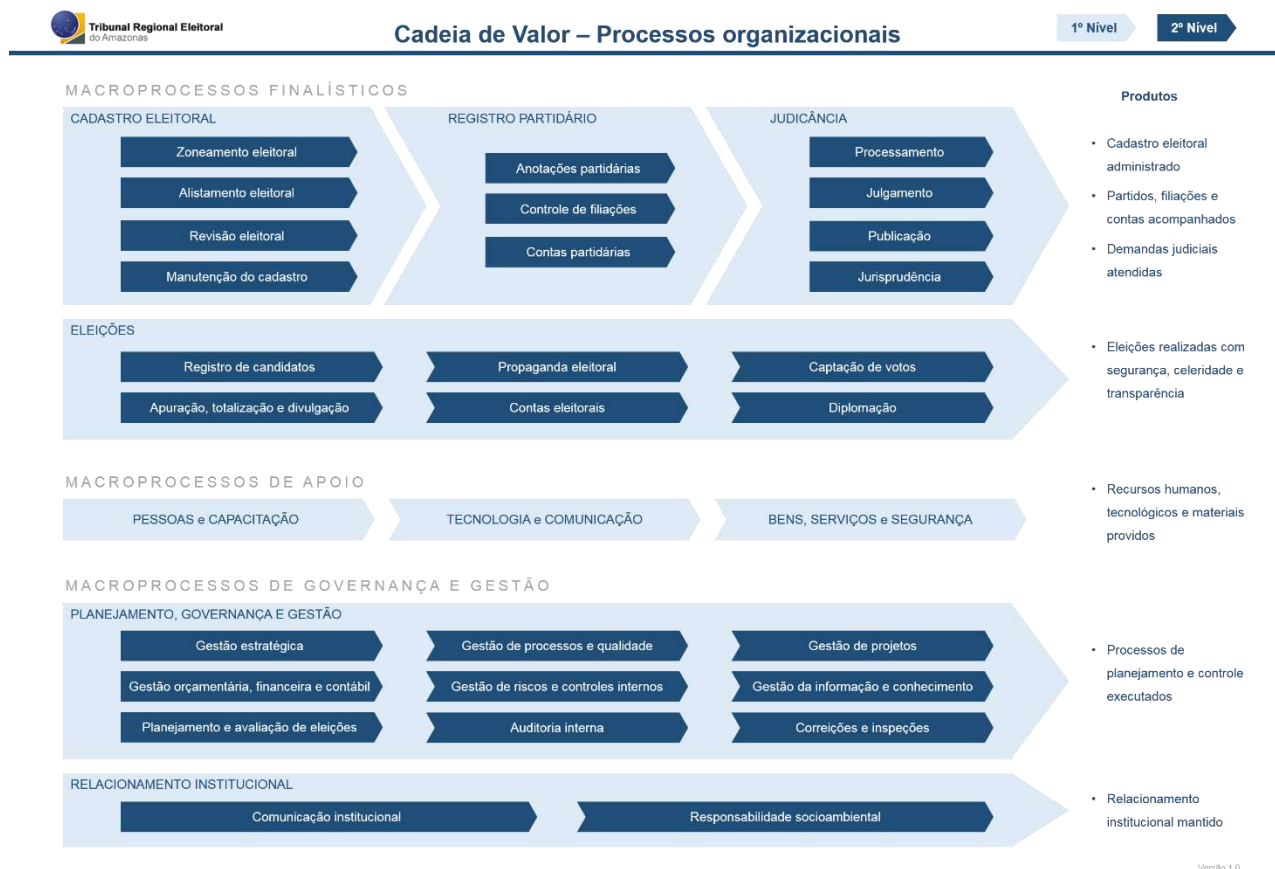 Tribunal Regional Eleitoral
do Amazonas
Cadeia de Valor – Processos organizacionais
1º Nível
2º Nível
MACROPROCESSOS FINALÍSTICOS
Produtos
CADASTRO ELEITORAL
Zoneamento eleitoral
Alistamento eleitoral
Revisão eleitoral
Manutenção do cadastro
REGISTRO PARTIDÁRIO
Anotações partidárias
Controle de filiações
Contas partidárias
JUDICÂNCIA
Processamento
Julgamento
Publicação
Jurisprudência
• Cadastro eleitoral
administrado
• Partidos, filiações e
contas acompanhados
• Demandas judiciais
atendidas
ELEIÇÕES
Registro de candidatos
Propaganda eleitoral
Captação de votos
Apuração, totalização e divulgação
Contas eleitorais
Diplomação
• Eleições realizadas com
segurança, celeridade e
transparência
MACROPROCESSOS DE APOIO
PESSOAS e CAPACITAÇÃO
TECNOLOGIA e COMUNICAÇÃO
BENS, SERVIÇOS e SEGURANÇA
• Recursos humanos,
tecnológicos e materiais
providos
MACROPROCESSOS DE GOVERNANÇA E GESTÃO
PLANEJAMENTO, GOVERNANÇA E GESTÃO
Gestão estratégica
Gestão de processos e qualidade
Gestão de projetos
Gestão orçamentária, financeira e contábil
Gestão de riscos e controles internos
Gestão da informação e conhecimento
Planejamento e avaliação de eleições
Auditoria interna
Correições e inspeções
• Processos de
planejamento e controle
executados
RELACIONAMENTO INSTITUCIONAL
Comunicação institucional
Responsabilidade socioambiental
• Relacionamento
institucional mantido
Versão 1.0